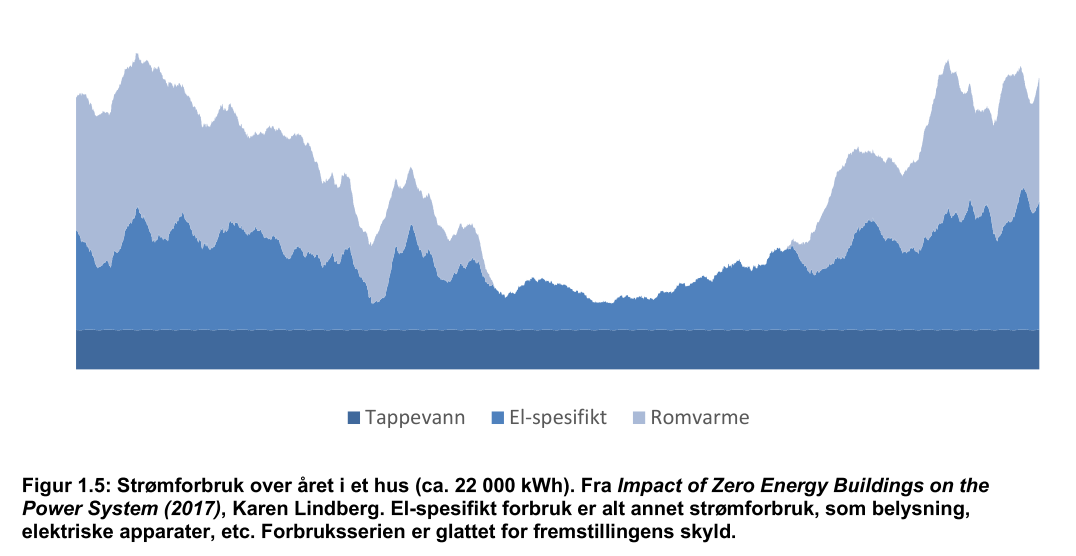 Tappevann El-spesifikt Romvarme
Figur 1.5: Strømforbruk over året i et hus (ca. 22 000 kWh). Fra Impact of Zero Energy Buildings on the
Power System (2017), Karen Lindberg. El-spesifikt forbruk er alt annet strømforbruk, som belysning,
elektriske apparater, etc. Forbruksserien er glattet for fremstillingens skyld.